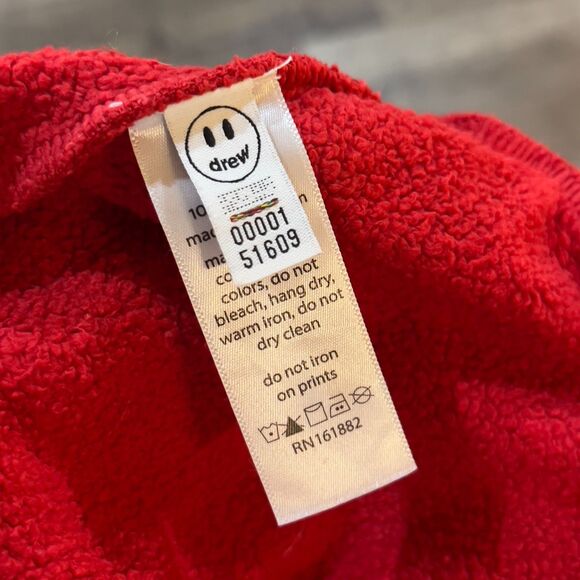 drew
00001
51609
10
colors, do not
bleach, hang dry,
warm iron, do not
dry clean
do not iron
on prints
RN161882